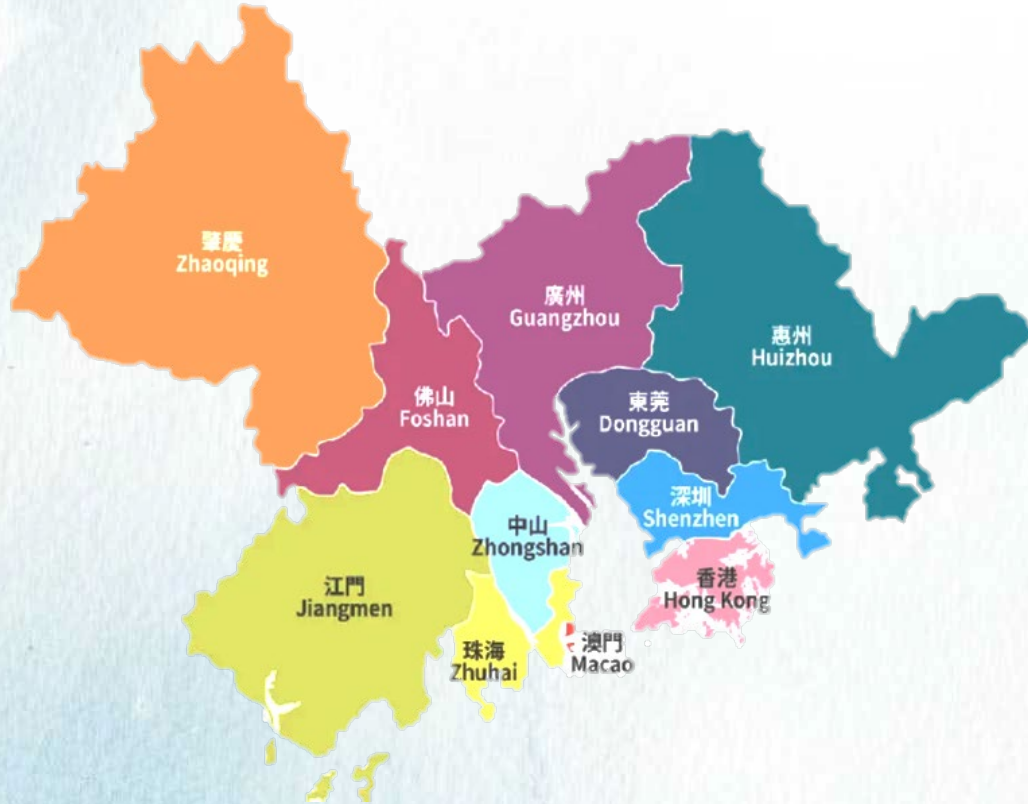 肇慶
Zhaoqing
廣州
Guangzhou
惠州
Huizhou
佛山
Foshan
東莞
Dongguan
深圳
Shenzhen
中山
Zhongshan
香港
Hong Kong
江門
Jiangmen
珠海
Zhuhai
澳門
Macao